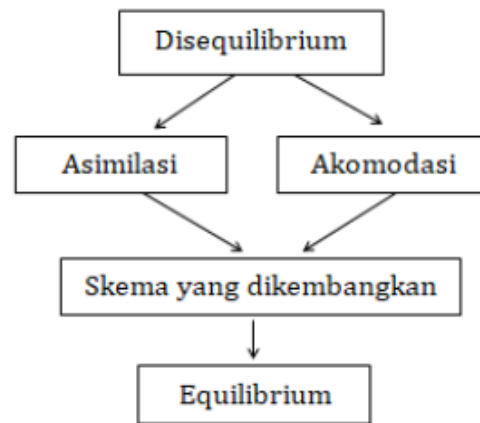 Disequilibrium
Asimilasi
Akomodasi
Skema yang dikembangkan
Equilibrium